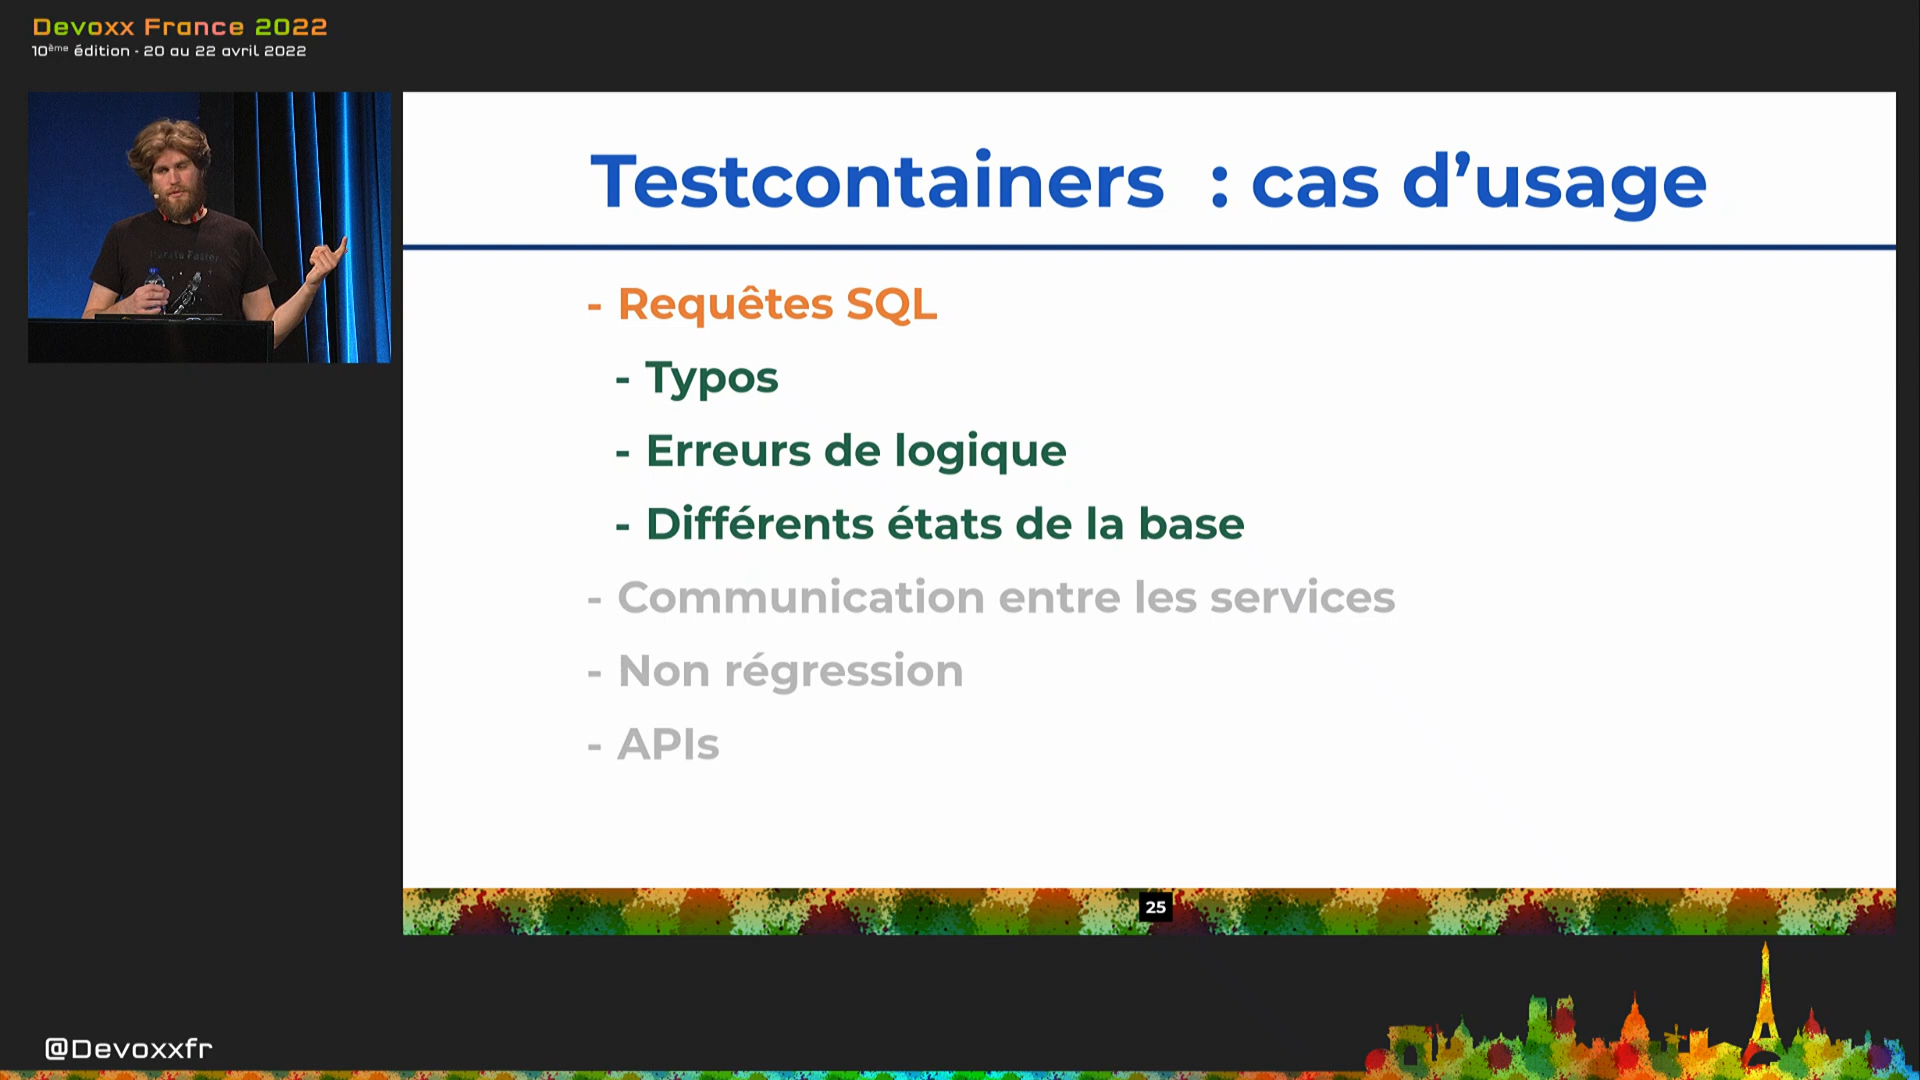 Devoxx France 2022
10ème édition - 20 au 22 avril 2022
Testcontainers : cas d'usage
- Requêtes SQL
- Typos
- Erreurs de logique
- Différents états de la base
- Communication entre les services
- Non régression
- APIs
25
@Devoxxfr